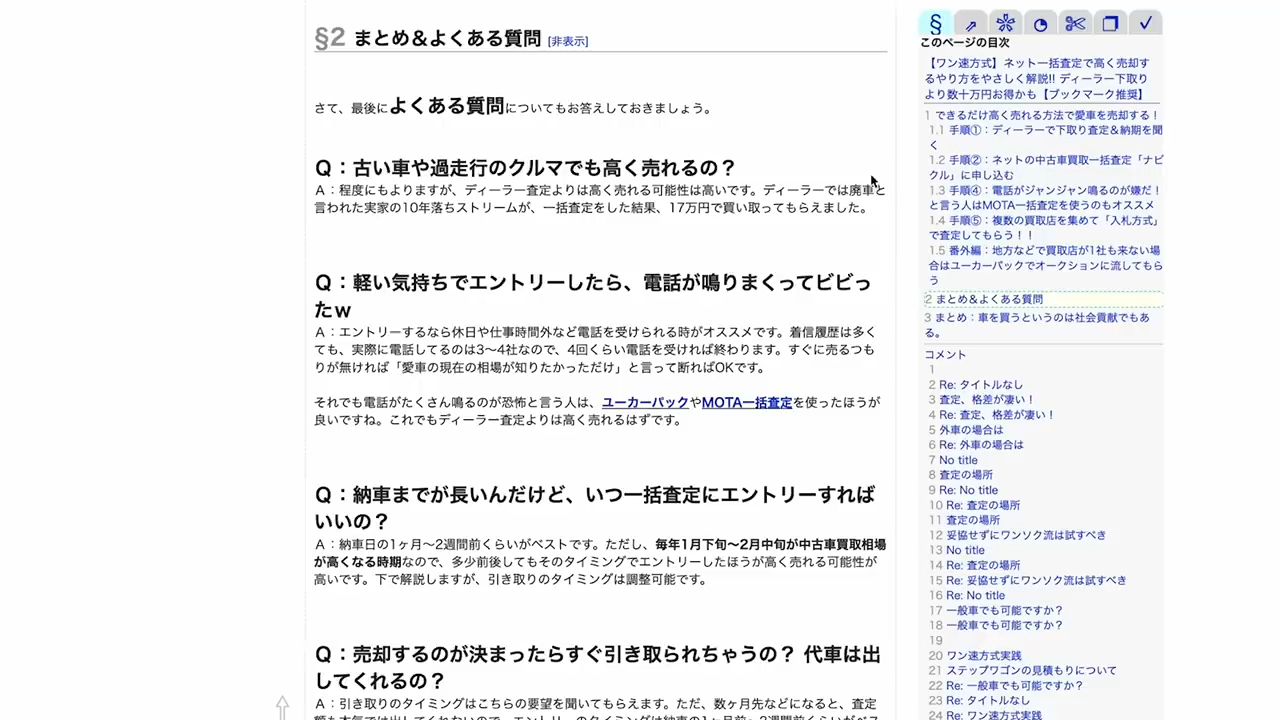 §2 まとめ＆よくある質問 [非表示]
さて、最後によくある質問についてもお答えしておきましょう。
Q：古い車や過走行のクルマでも高く売れるの？
A：程度にもよりますが、ディーラー査定よりは高く売れる可能性は高いです。ディーラーでは廃車と
言われた実家の10年落ちストリームが、一括査定をした結果、17万円で買い取ってもらえました。
Q：軽い気持ちでエントリーしたら、電話が鳴りまくってビビっ
たｗ
A：エントリーするなら休日や仕事時間外など電話を受けられる時がオススメです。着信履歴は多く
ても、実際に電話してるのは3〜4社なので、4回くらい電話を受ければ終わります。すぐに売るつも
りが無ければ「愛車の現在の相場が知りたかっただけ」と言って断ればOKです。
それでも電話がたくさん鳴るのが恐怖と言う人は、ユーカーパックやMOTA一括査定を使ったほうが
良いですね。これでもディーラー査定よりは高く売れるはずです。
Q：納車までが長いんだけど、いつ一括査定にエントリーすれば
いいの？
A：納車日の1ヶ月〜2週間前くらいがベストです。ただし、毎年1月下旬〜2月中旬が中古車買取相場
が高くなる時期なので、多少前後してもそのタイミングでエントリーしたほうが高く売れる可能性が
高いです。下で解説しますが、引き取りのタイミングは調整可能です。
Q：売却するのが決まったらすぐ引き取られちゃうの？ 代車は出
してくれるの？
A：引き取りのタイミングはこちらの要望を聞いてもらえます。ただ、数ヶ月先などになると、査定
額も本気では出してくれないので、エントリーのタイミングは納車の1ヶ月前〜2週間前くらいがベス
§
このページの目次
【ワン速方式】ネット一括査定で高く売却す
るやり方をやさしく解説!! ディーラー下取り
より数十万円お得かも【ブックマーク推奨】
1 できるだけ高く売れる方法で愛車を売却する！
1.1 手順①：ディーラーで下取り査定＆納期を聞
く
1.2 手順②：ネットの中古車買取一括査定「ナビ
クル」に申し込む
1.3 手順④：電話がジャンジャン鳴るのが嫌だ！
と言う人はMOTA一括査定を使うのもオススメ
1.4 手順⑤：複数の買取店を集めて「入札方式」
で査定してもらう！！
1.5 番外編：地方などで買取店が1社も来ない場
合はユーカーパックでオークションに流してもら
う
2 まとめ＆よくある質問
3 まとめ：車を買うというのは社会貢献でもあ
る。
コメント
1
2 Re: タイトルなし
3 査定、格差が凄い！
4 Re: 査定、格差が凄い！
5 外車の場合は
6 Re: 外車の場合は
7 No title
8 査定の場所
9 Re: No title
10 Re: 査定の場所
11 査定の場所
12 妥協せずにワンソク流は試すべき
13 No title
14 Re: 査定の場所
15 Re: 妥協せずにワンソク流は試すべき
16 Re: No title
17 一般車でも可能ですか？
18 一般車でも可能ですか？
19
20 ワン速方式実践
21 ステップワゴンの見積もりについて
22 Re: 一般車でも可能ですか？
23 Re: タイトルなし
24 Re: ワン速方式実践